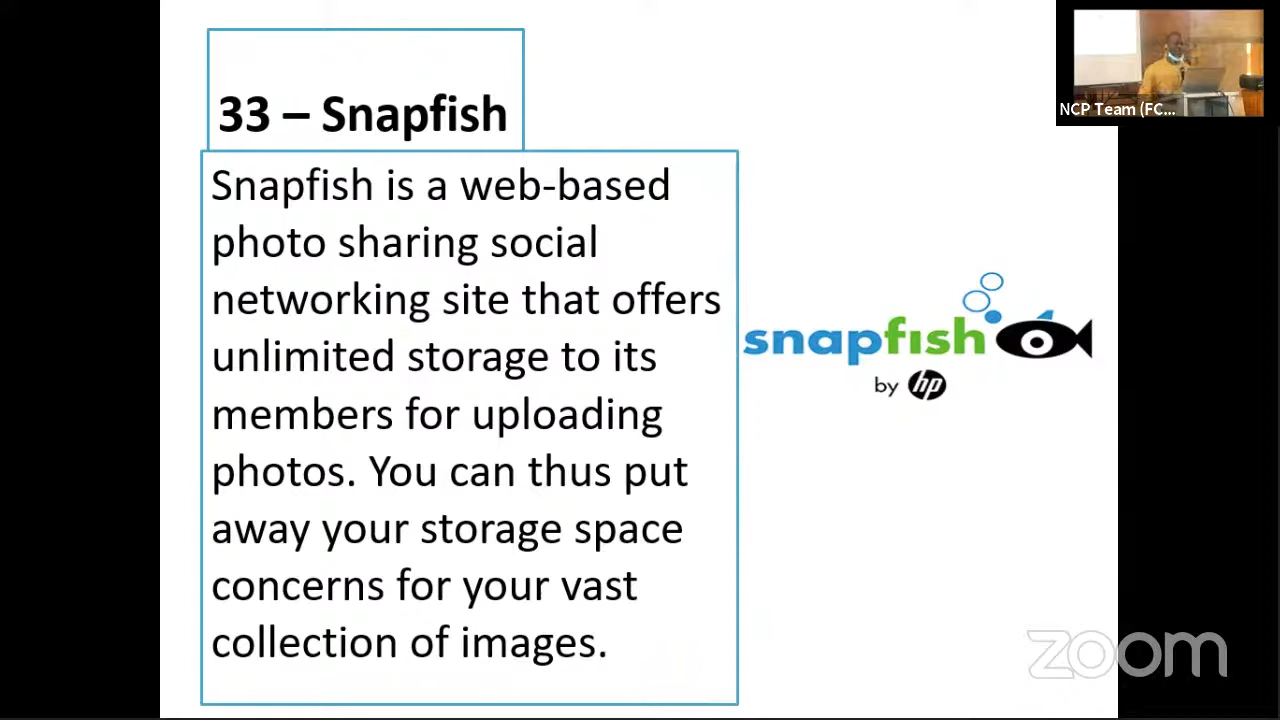 33 – Snapfish
Snapfish is a web-based
photo sharing social
networking site that offers
unlimited storage to its
members for uploading
photos. You can thus put
away your storage space
concerns for your vast
collection of images.
snapfish
by hp
NCP Team (FC...
zoom